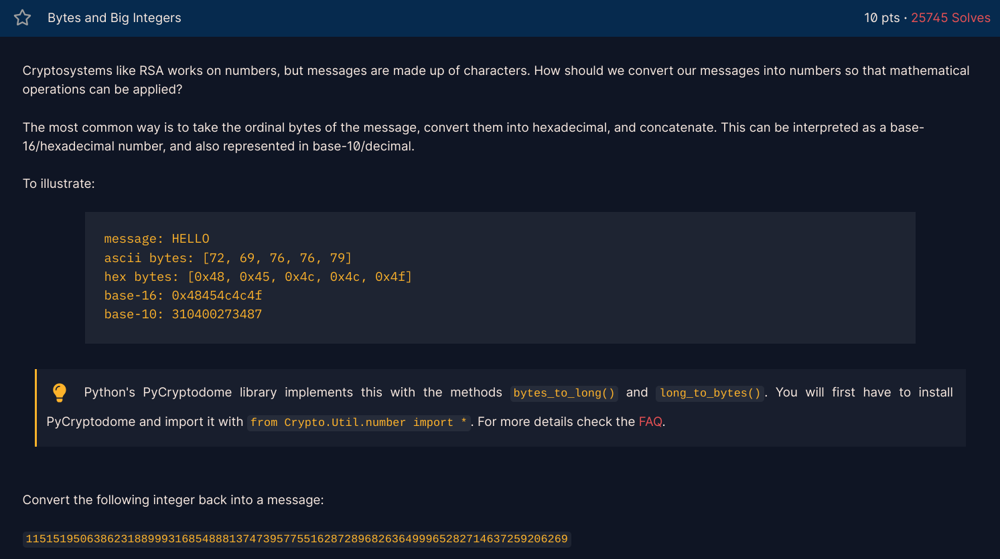 Bytes and Big Integers
10 pts · 25745 Solves
Cryptosystems like RSA works on numbers, but messages are made up of characters. How should we convert our messages into numbers so that mathematical
operations can be applied?
The most common way is to take the ordinal bytes of the message, convert them into hexadecimal, and concatenate. This can be interpreted as a base-
16/hexadecimal number, and also represented in base-10/decimal.
To illustrate:
message: HELLO
ascii bytes: [72, 69, 76, 76, 79]
hex bytes: [0x48, 0x45, 0x4c, 0x4c, 0x4f]
base-16: 0x48454c4c4f
base-10: 310400273487
Python's PyCryptodome library implements this with the methods bytes_to_long() and long_to_bytes(). You will first have to install
PyCryptodome and import it with from Crypto.Util.number import *. For more details check the FAQ.
Convert the following integer back into a message:
11515195063862318899931685488813747395775516287289682636499965282714637259206269